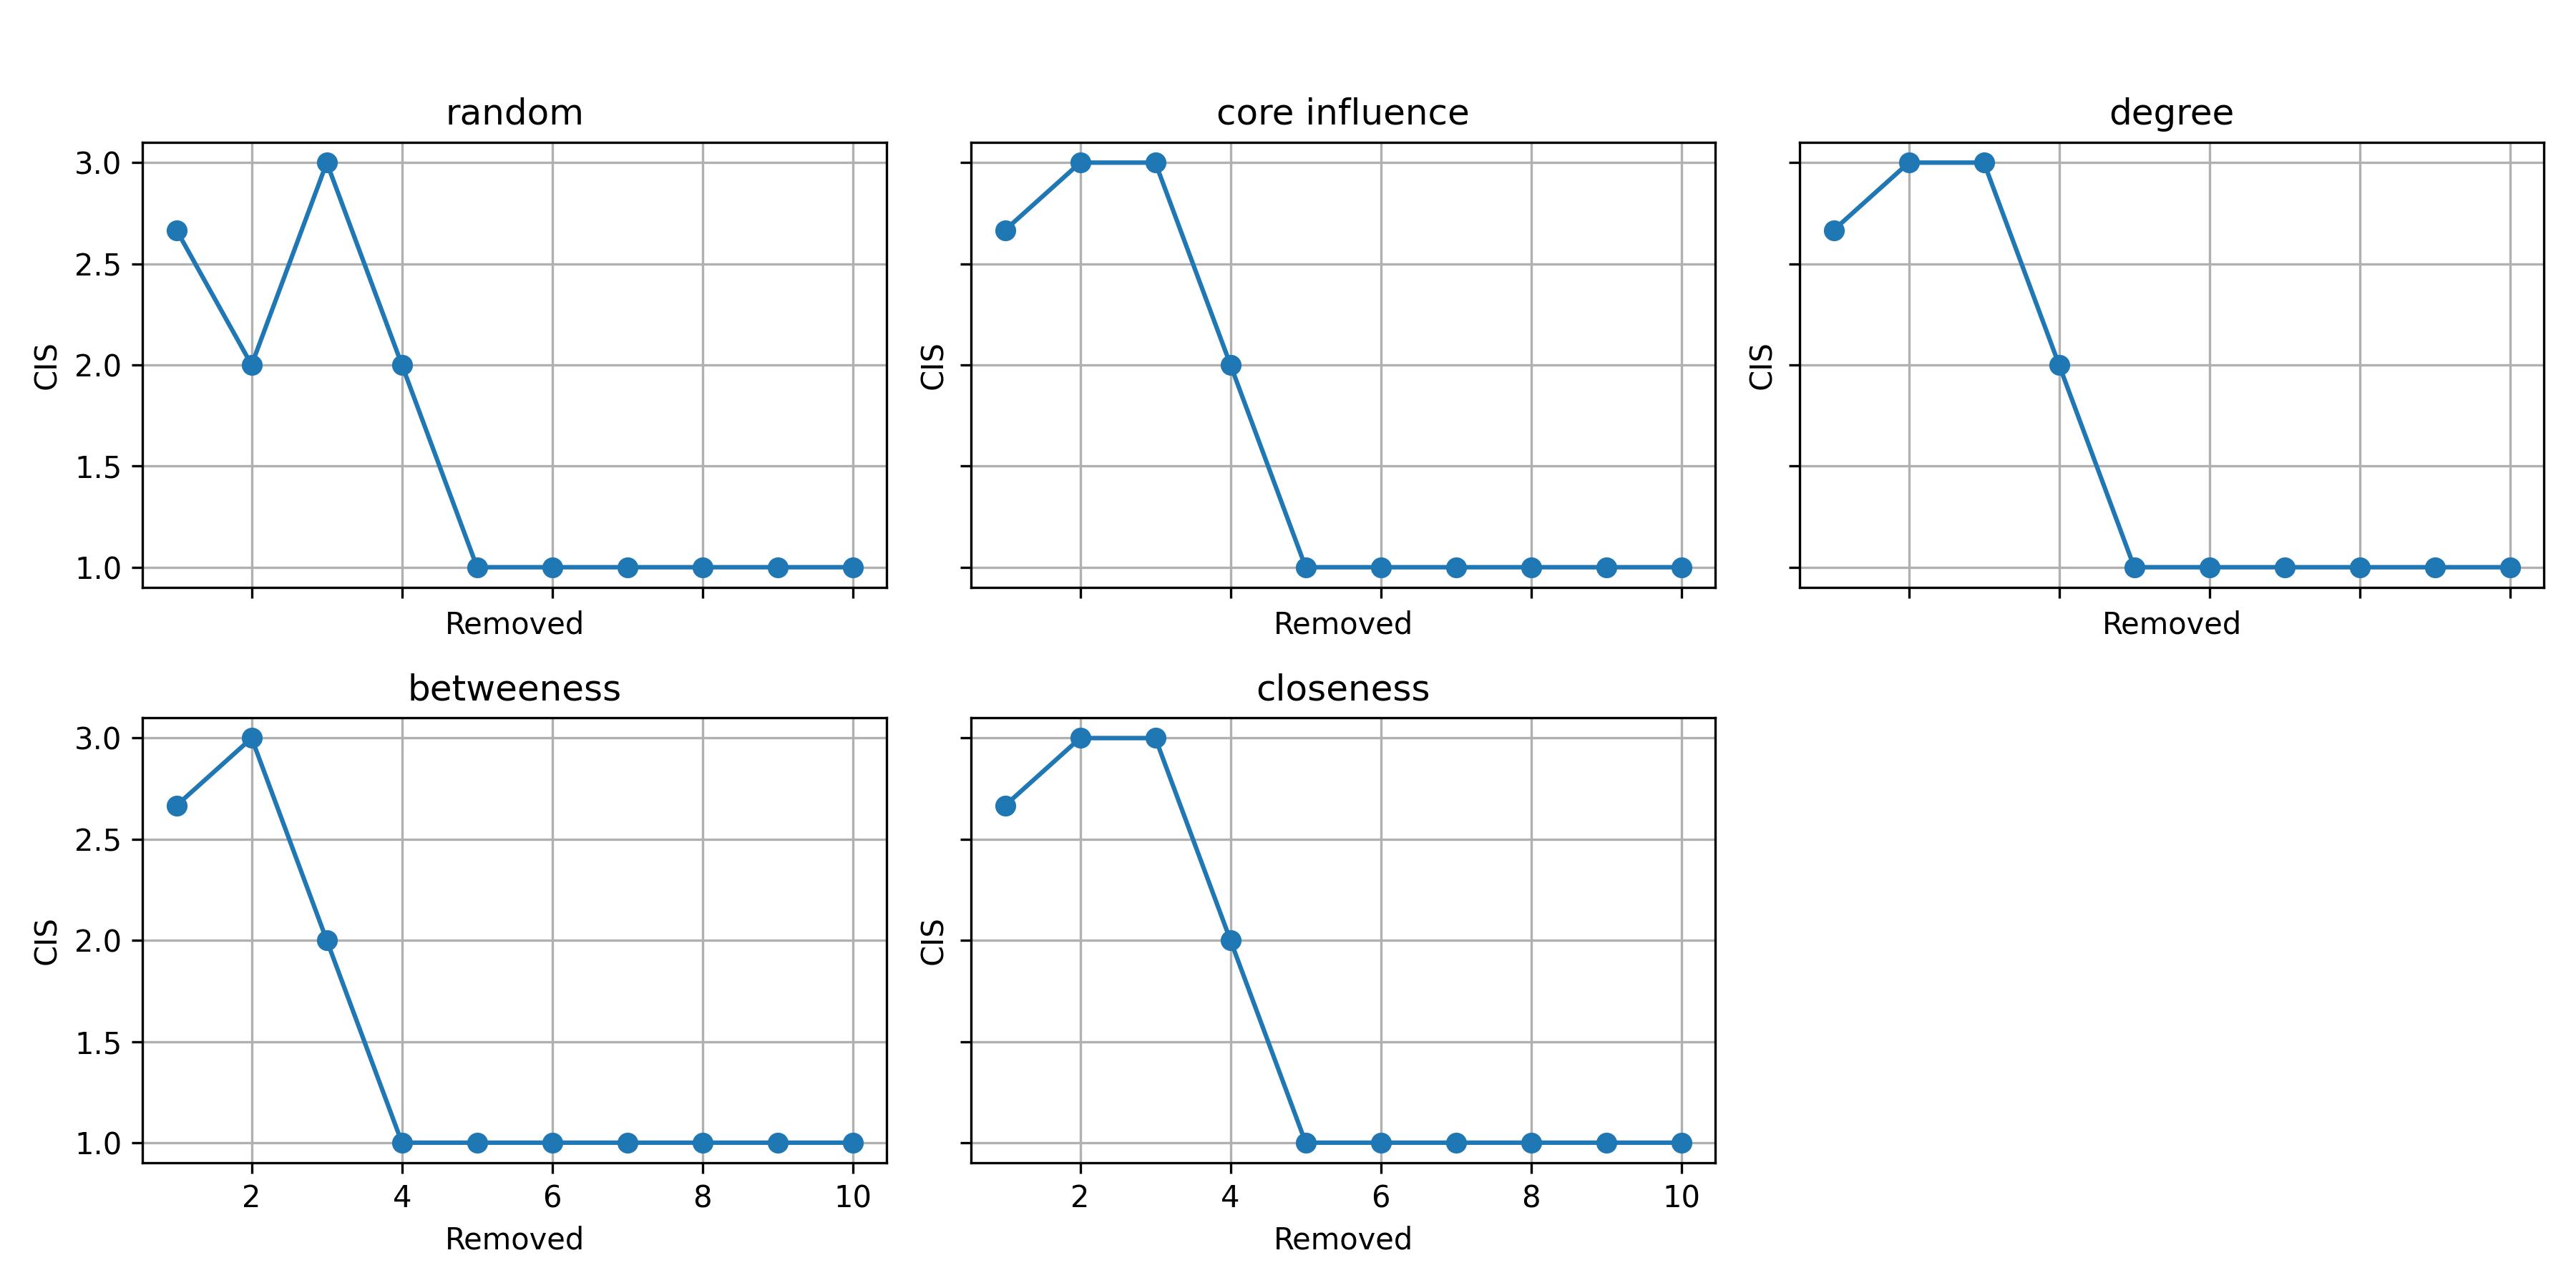 random
core influence
degree
3.0
2.5
2.0
1.5
1.0
CIS
CIS
CIS
Removed
Removed
Removed
betweeness
closeness
3.0
2.5
2.0
1.5
1.0
CIS
CIS
2 4 6 8 10
2 4 6 8 10
Removed
Removed